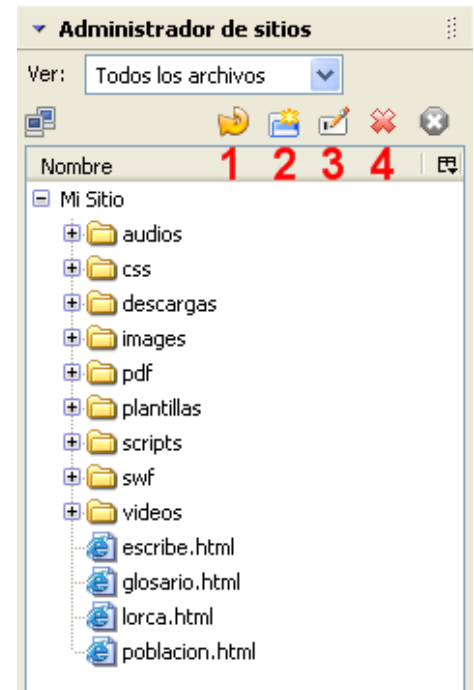 Administrador de sitios
Ver: Todos los archivos
1 2 3 4
Nombre
Mi Sitio
audios
css
descargas
images
pdf
plantillas
scripts
swf
videos
escribe.html
glosario.html
lorca.html
poblacion.html